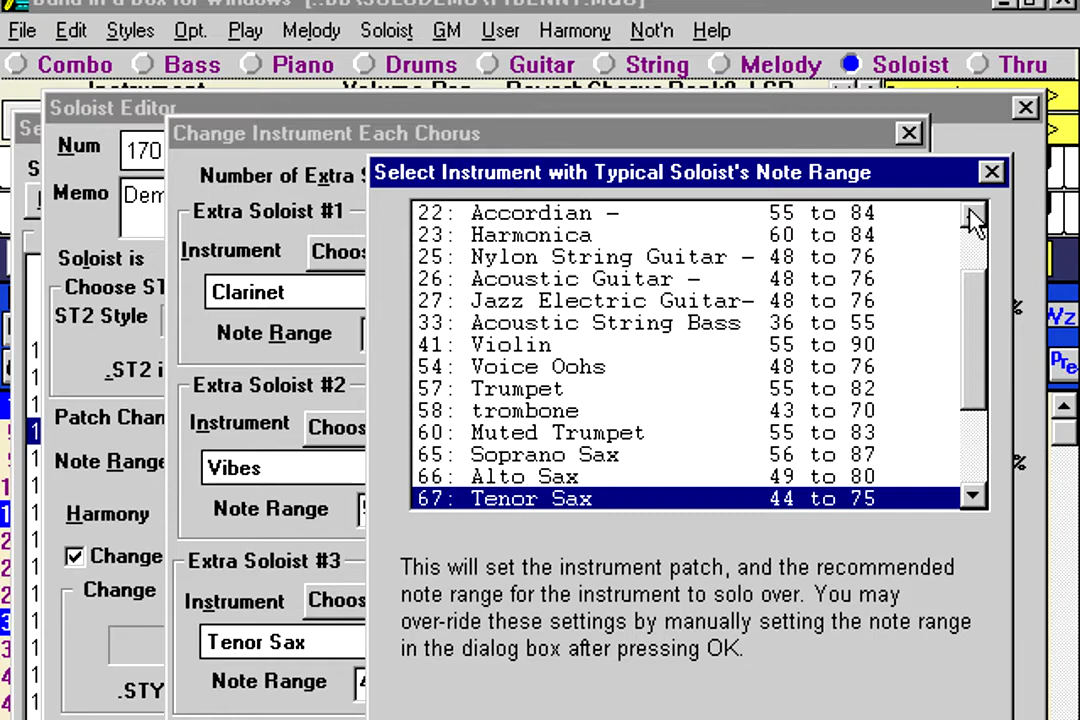 File Edit Styles Opt. Play Melody Soloist GM User Harmony Not'n Help
Combo Bass Piano Drums Guitar String Melody Soloist Thru
Soloist Editor
Change Instrument Each Chorus
Select Instrument with Typical Soloist's Note Range
Num 170
Memo Dem
Soloist is
Choose ST
ST2 Style
.ST2 i
Patch Chan
Note Range
Harmony
Change
Change
.STY
Number of Extra S
Extra Soloist #1
Instrument Choos
Clarinet
Note Range
Extra Soloist #2
Instrument Choos
Vibes
Note Range
Extra Soloist #3
Instrument Choos
Tenor Sax
Note Range
22: Accordian – 55 to 84
23: Harmonica 60 to 84
25: Nylon String Guitar – 48 to 76
26: Acoustic Guitar – 48 to 76
27: Jazz Electric Guitar– 48 to 76
33: Acoustic String Bass 36 to 55
41: Violin 55 to 90
54: Voice Oohs 48 to 76
57: Trumpet 55 to 82
58: trombone 43 to 70
60: Muted Trumpet 55 to 83
65: Soprano Sax 56 to 87
66: Alto Sax 49 to 80
67: Tenor Sax 44 to 75
This will set the instrument patch, and the recommended
note range for the instrument to solo over. You may
over-ride these settings by manually setting the note range
in the dialog box after pressing OK.